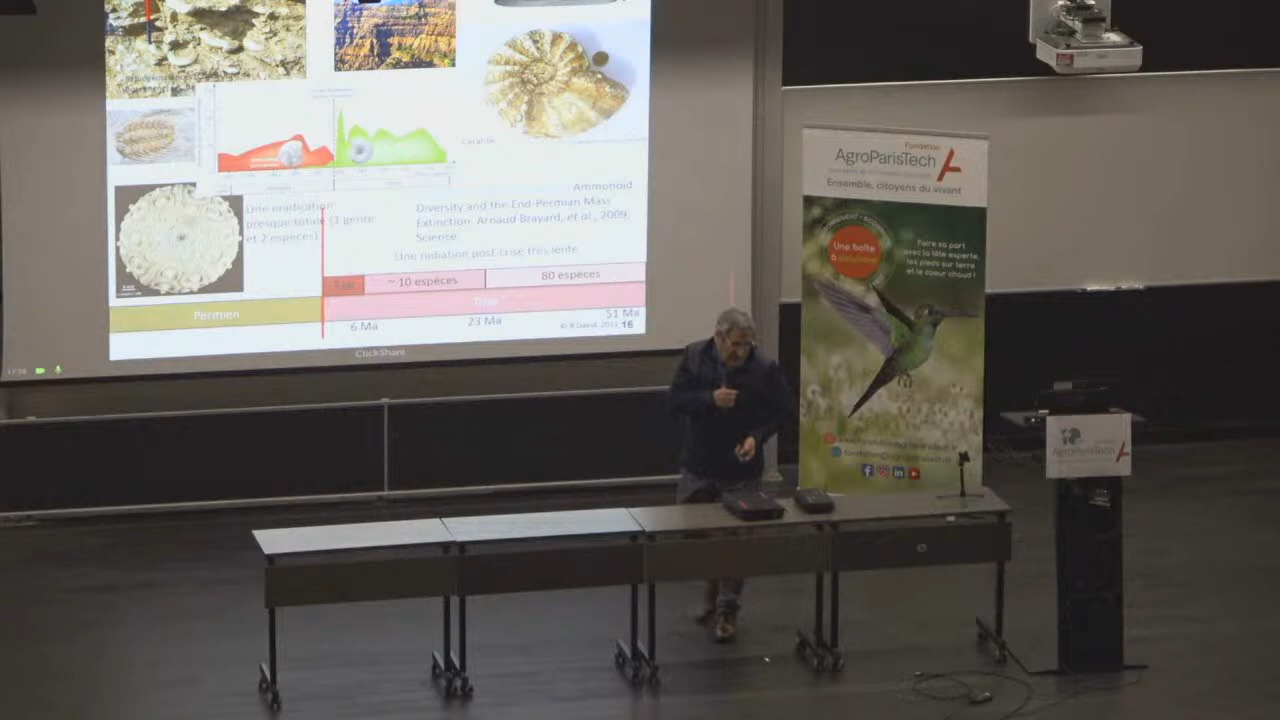 Ammonoid
Une éradication
presque totale (1 genre
et 2 espèces)
Diversity and the End-Permian Mass
Extinction. Arnaud Brayard, et al., 2009,
Science.
Une radiation post-crise très lente
~ 10 espèces
80 espèces
Permien
Trias
6 Ma
23 Ma
51 Ma
16
ClickShare
17:36
Fondation
AgroParisTech
Ensemble, citoyens du vivant
Une boîte
à solutions
Faire sa part
avec la tête experte,
les pieds sur terre
et le coeur chaud !
AgroParisTech